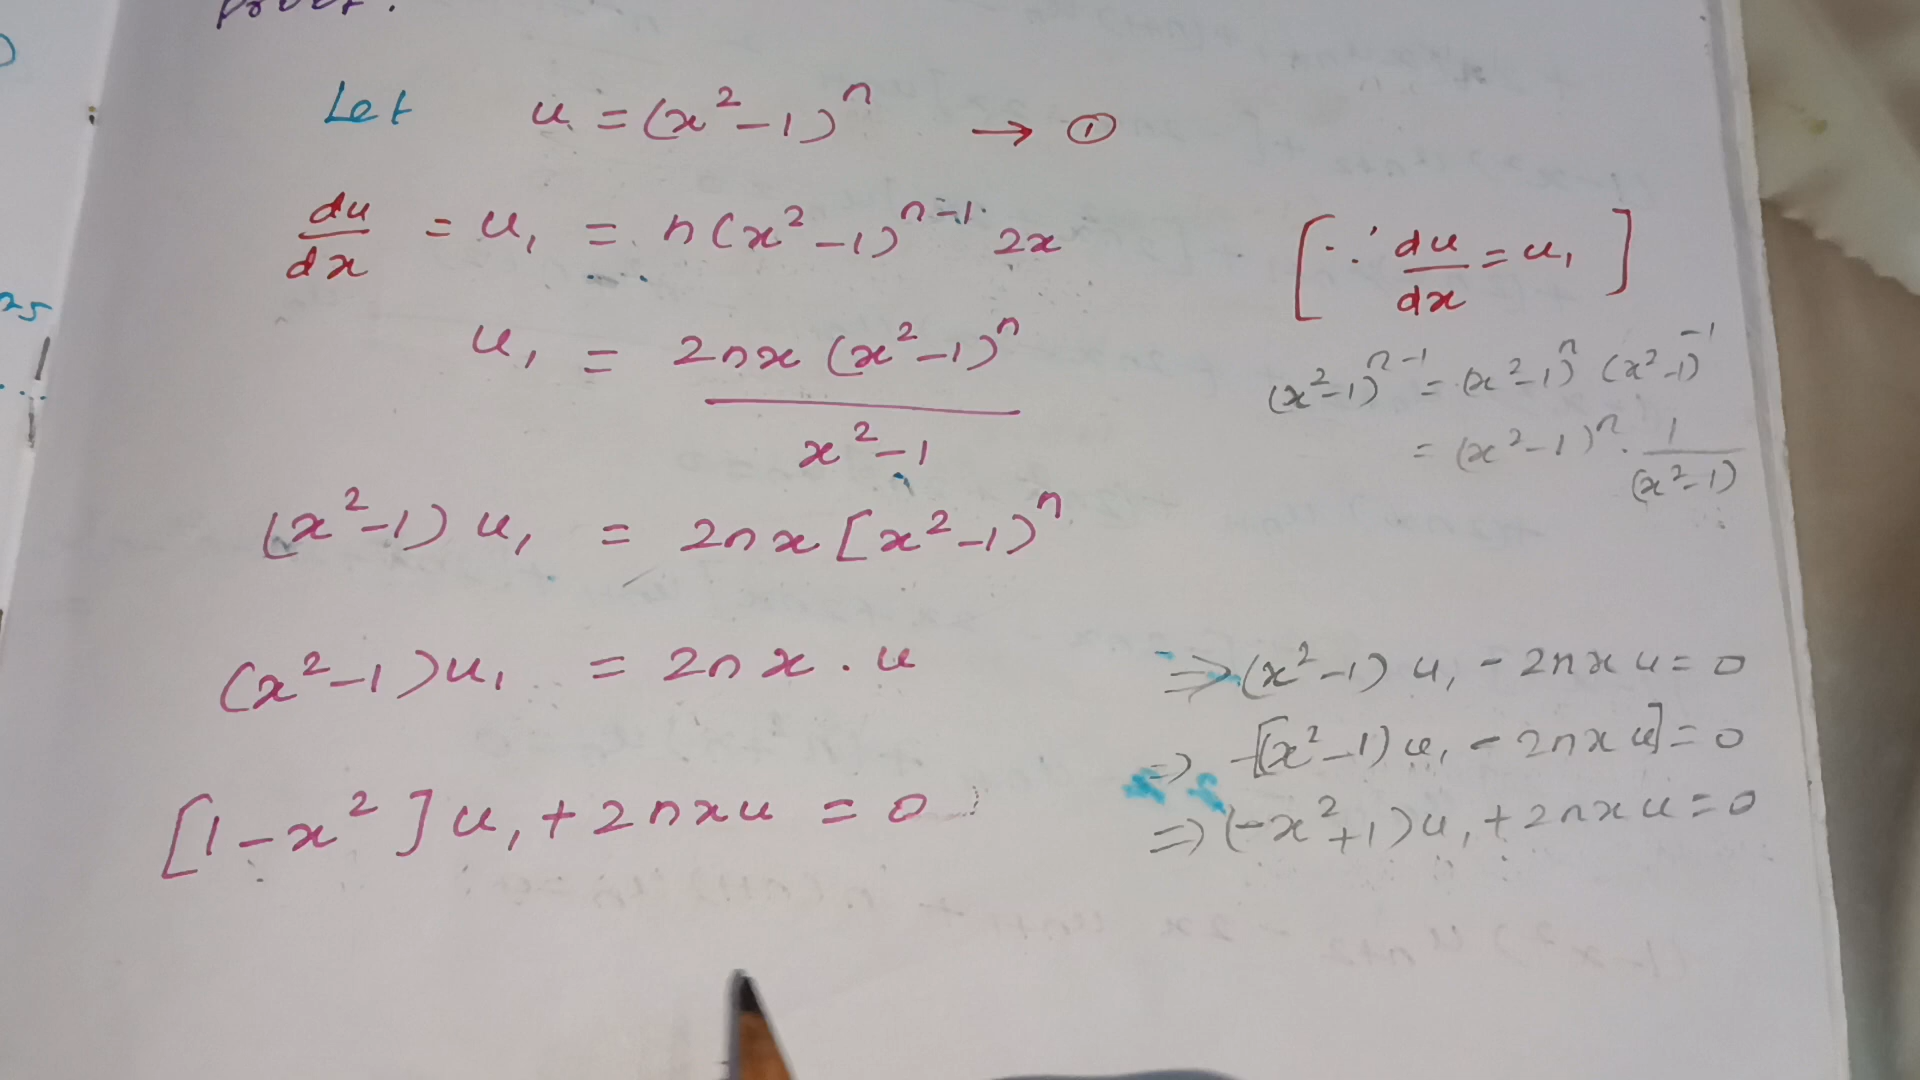 Proof:
Let u = (x²-1)ⁿ → ①
du/dx = u₁ = n(x²-1)ⁿ⁻¹ 2x [∵ du/dx = u₁]
u₁ = 2nx (x²-1)ⁿ / x²-1
(x²-1)ⁿ⁻¹ = (x²-1)ⁿ (x²-1)⁻¹
= (x²-1)ⁿ . 1/(x²-1)
(x²-1) u₁ = 2nx [x²-1)ⁿ
(x²-1)u₁ = 2nx . u
⇒ (x²-1) u₁ - 2nxu = 0
⇒ -[(x²-1) u₁ - 2nxu] = 0
⇒ (-x²+1)u₁ + 2nxu = 0
[1-x²]u₁ + 2nxu = 0